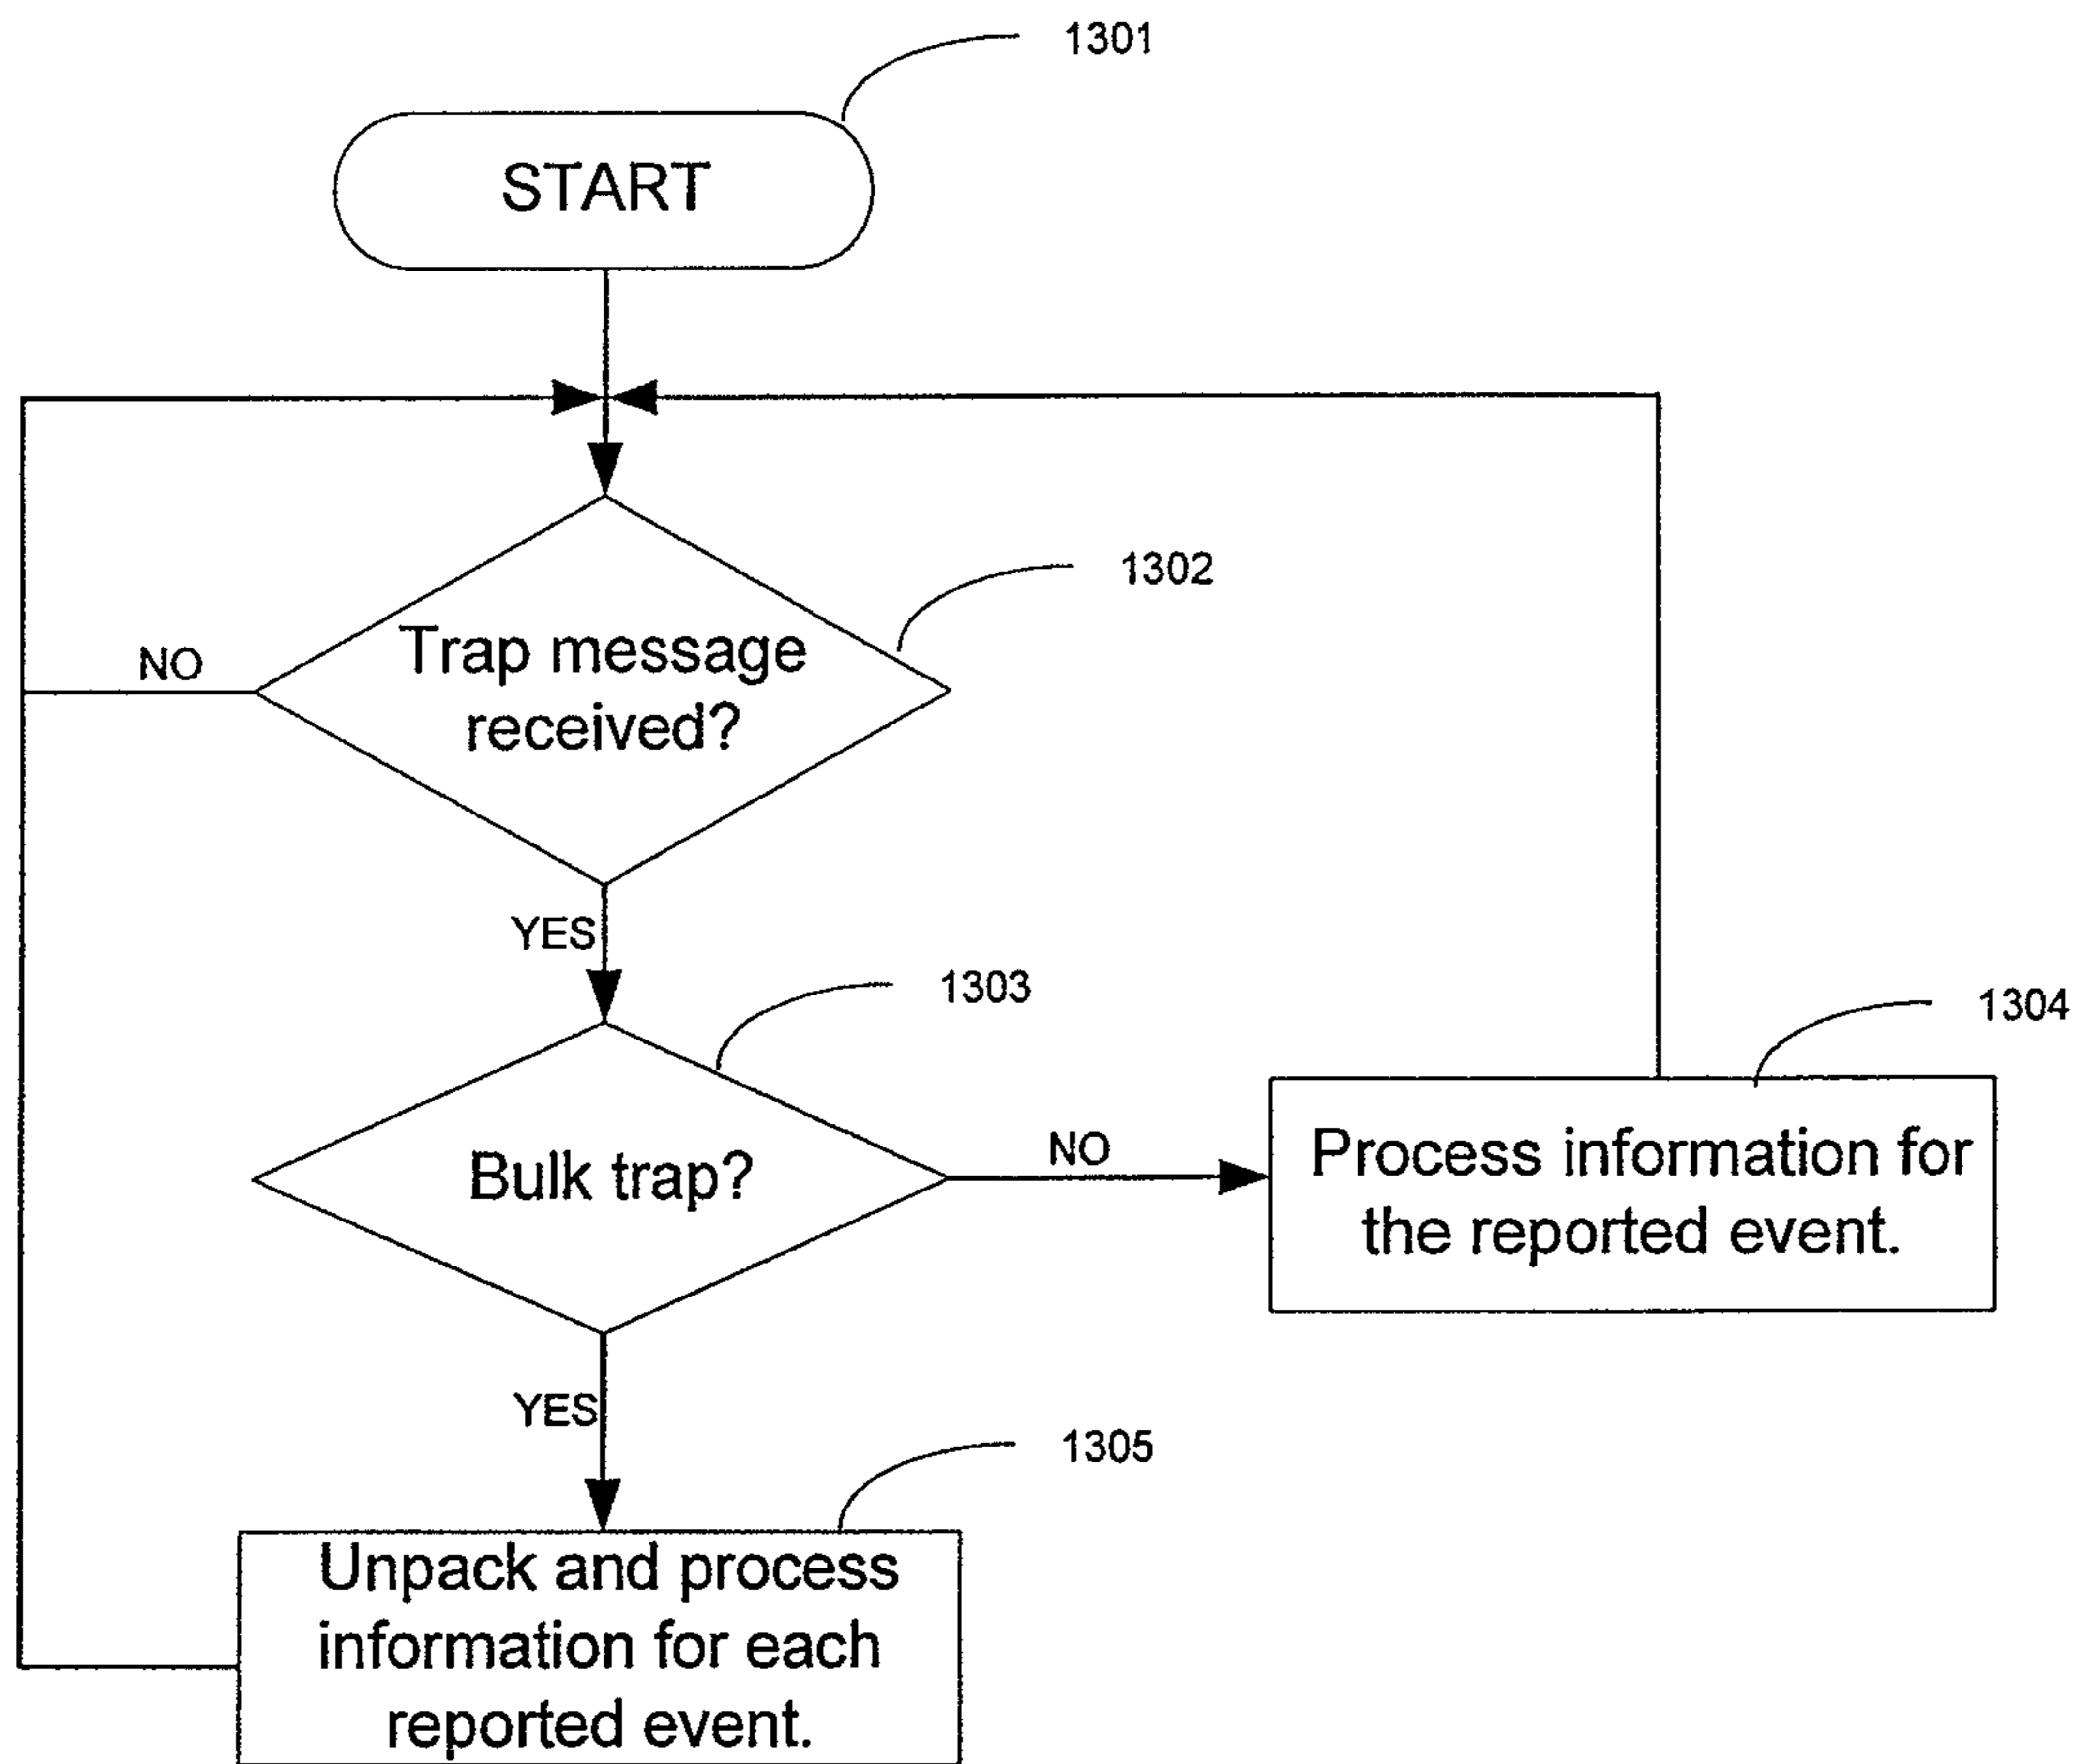 1301
START
1302
Trap message
received?
NO
YES
1303
1304
Bulk trap?
NO
Process information for
the reported event.
YES
1305
Unpack and process
information for each
reported event.